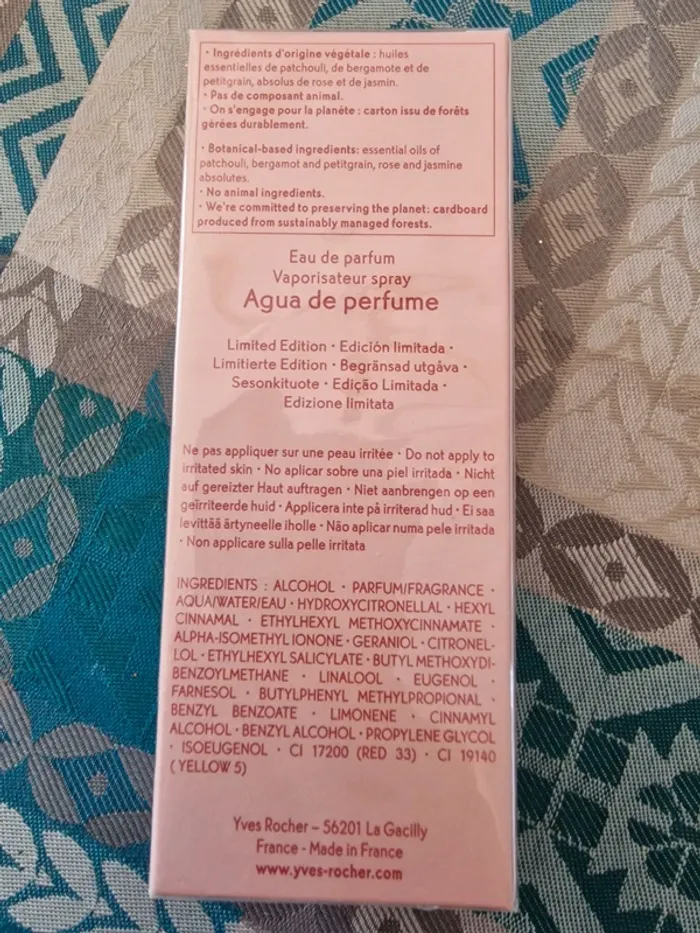 • Ingrédients d'origine végétale : huiles
essentielles de patchouli, de bergamote et de
petitgrain, absolus de rose et de jasmin.
• Pas de composant animal.
• On s'engage pour la planète : carton issu de forêts
gérées durablement.
• Botanical-based ingredients: essential oils of
patchouli, bergamot and petitgrain, rose and jasmine
absolutes.
• No animal ingredients.
• We're committed to preserving the planet: cardboard
produced from sustainably managed forests.
Eau de parfum
Vaporisateur spray
Agua de perfume
Limited Edition • Edición limitada •
Limitierte Edition • Begränsad utgåva •
Sesonkituote • Edição Limitada •
Edizione limitata
Ne pas appliquer sur une peau irritée • Do not apply to
irritated skin • No aplicar sobre una piel irritada • Nicht
auf gereizter Haut auftragen • Niet aanbrengen op een
geïrriteerde huid • Applicera inte på irriterad hud • Ei saa
levittää ärtyneelle iholle • Não aplicar numa pele irritada
• Non applicare sulla pelle irritata
INGREDIENTS : ALCOHOL • PARFUM/FRAGRANCE •
AQUA/WATER/EAU • HYDROXYCITRONELLAL • HEXYL
CINNAMAL • ETHYLHEXYL METHOXYCINNAMATE •
ALPHA-ISOMETHYL IONONE • GERANIOL • CITRONEL-
LOL • ETHYLHEXYL SALICYLATE • BUTYL METHOXYDI-
BENZOYLMETHANE • LINALOOL • EUGENOL •
FARNESOL • BUTYLPHENYL METHYLPROPIONAL •
BENZYL BENZOATE • LIMONENE • CINNAMYL
ALCOHOL • BENZYL ALCOHOL • PROPYLENE GLYCOL
• ISOEUGENOL • CI 17200 (RED 33) • CI 19140
( YELLOW 5)
Yves Rocher – 56201 La Gacilly
France - Made in France
www.yves-rocher.com